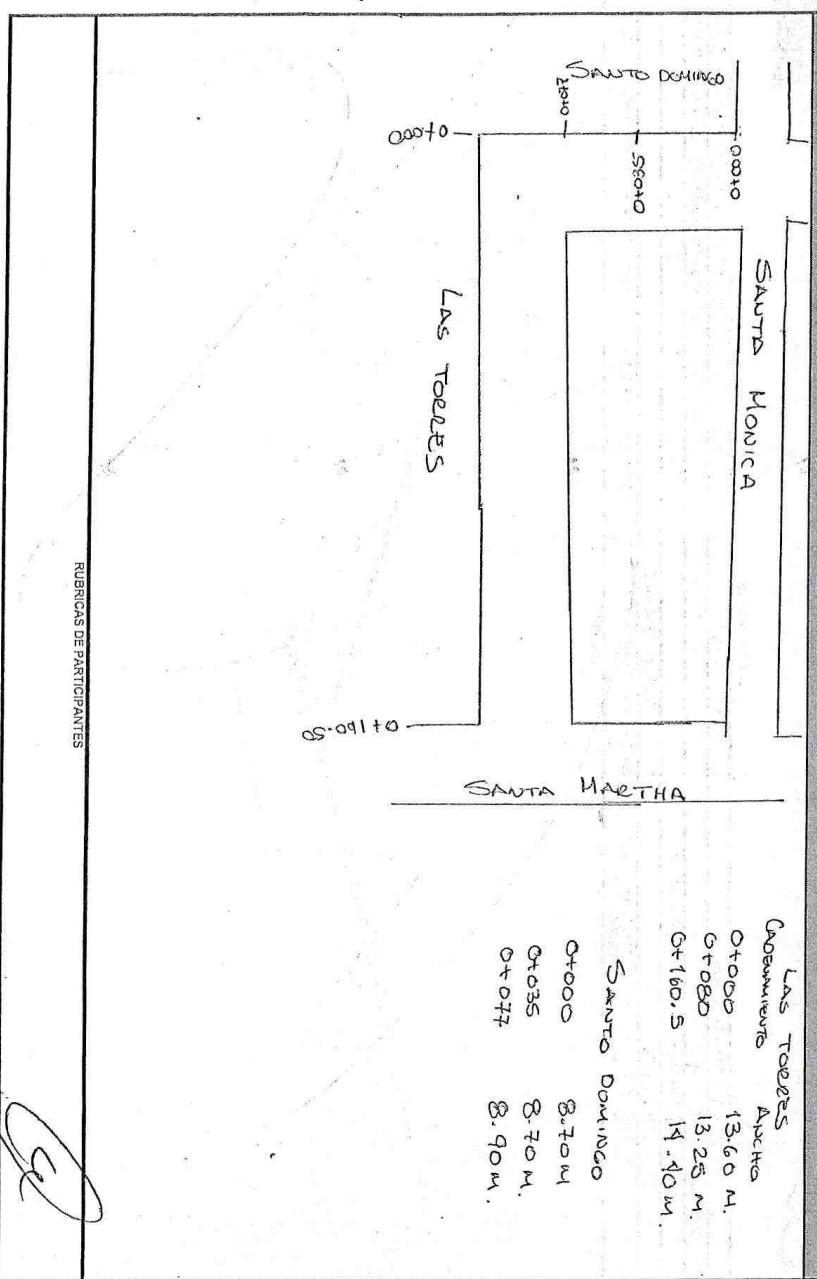 SANTO DOMINGO
0+000
0+035
0+077
0+000
SANTA MONICA
LAS TORRES
0+160.50
SANTA MARTHA
LAS TORRES
CADENAMIENTO ANCHO
0+000 13.60 M.
0+080 13.25 M.
0+160.5 14.40 M.
SANTO DOMINGO
0+000 8.70 M
0+035 8.70 M.
0+077 8.90 M.
RUBRICAS DE PARTICIPANTES